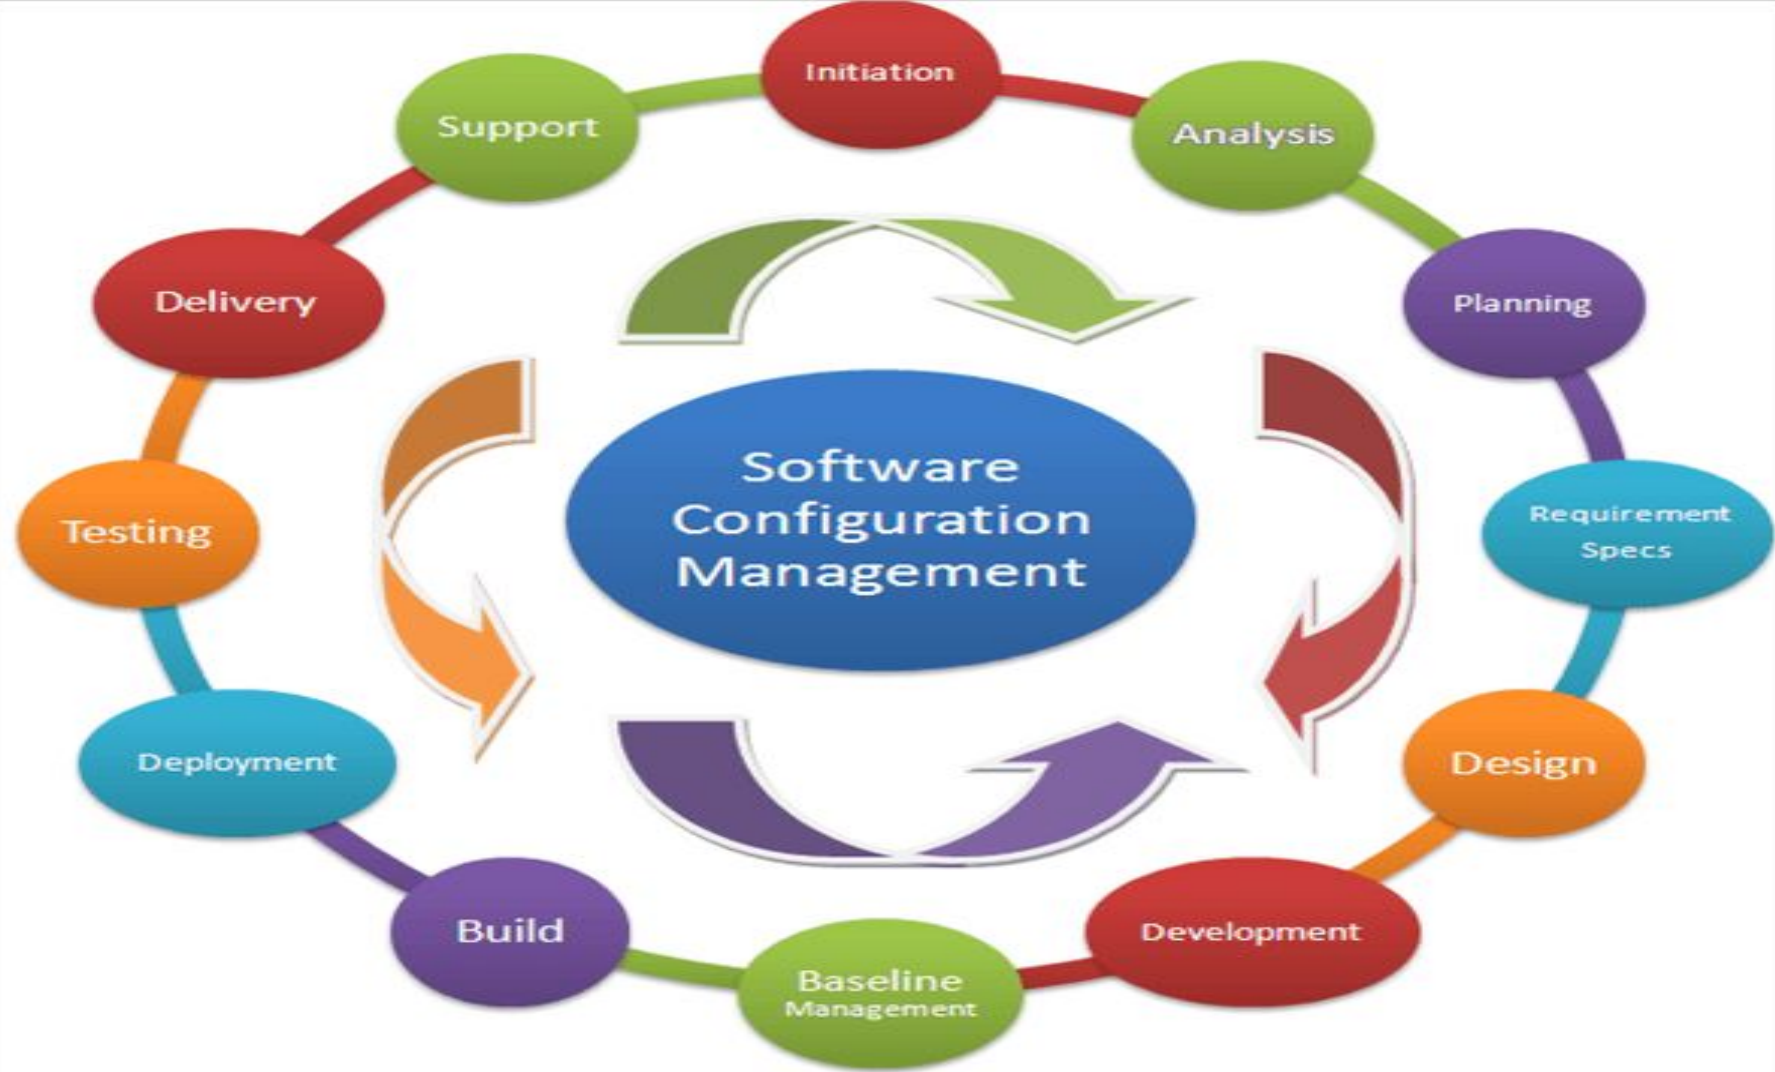 Initiation
Analysis
Planning
Requirement
Specs
Design
Development
Baseline
Management
Build
Deployment
Testing
Delivery
Support
Software
Configuration
Management